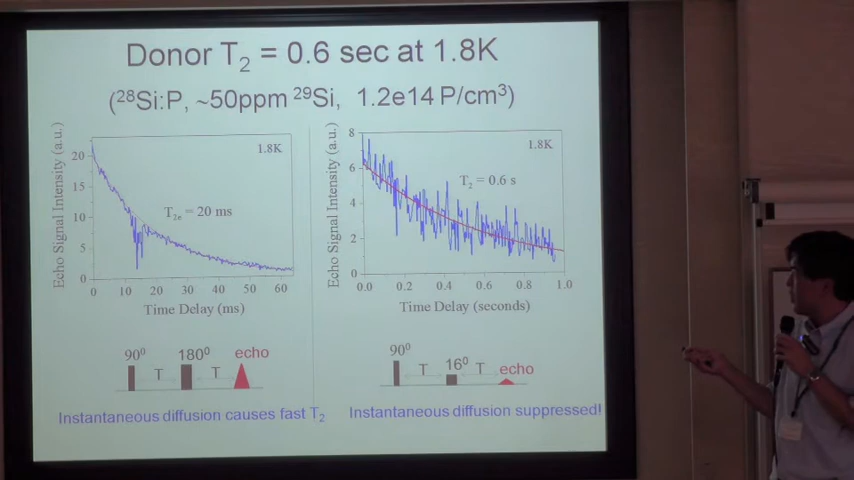 Donor T₂ = 0.6 sec at 1.8K
(²⁸Si:P, ~50ppm ²⁹Si, 1.2e14 P/cm³)
Echo Signal Intensity (a.u.)
20
15
10
5
0
1.8K
T₂ₑ = 20 ms
0 10 20 30 40 50 60
Time Delay (ms)
Echo Signal Intensity (a.u.)
8
6
4
2
0
1.8K
T₂ = 0.6 s
0.0 0.2 0.4 0.6 0.8 1.0
Time Delay (seconds)
90⁰ 180⁰ echo
T T
Instantaneous diffusion causes fast T₂
90⁰ 16⁰ echo
T T
Instantaneous diffusion suppressed!